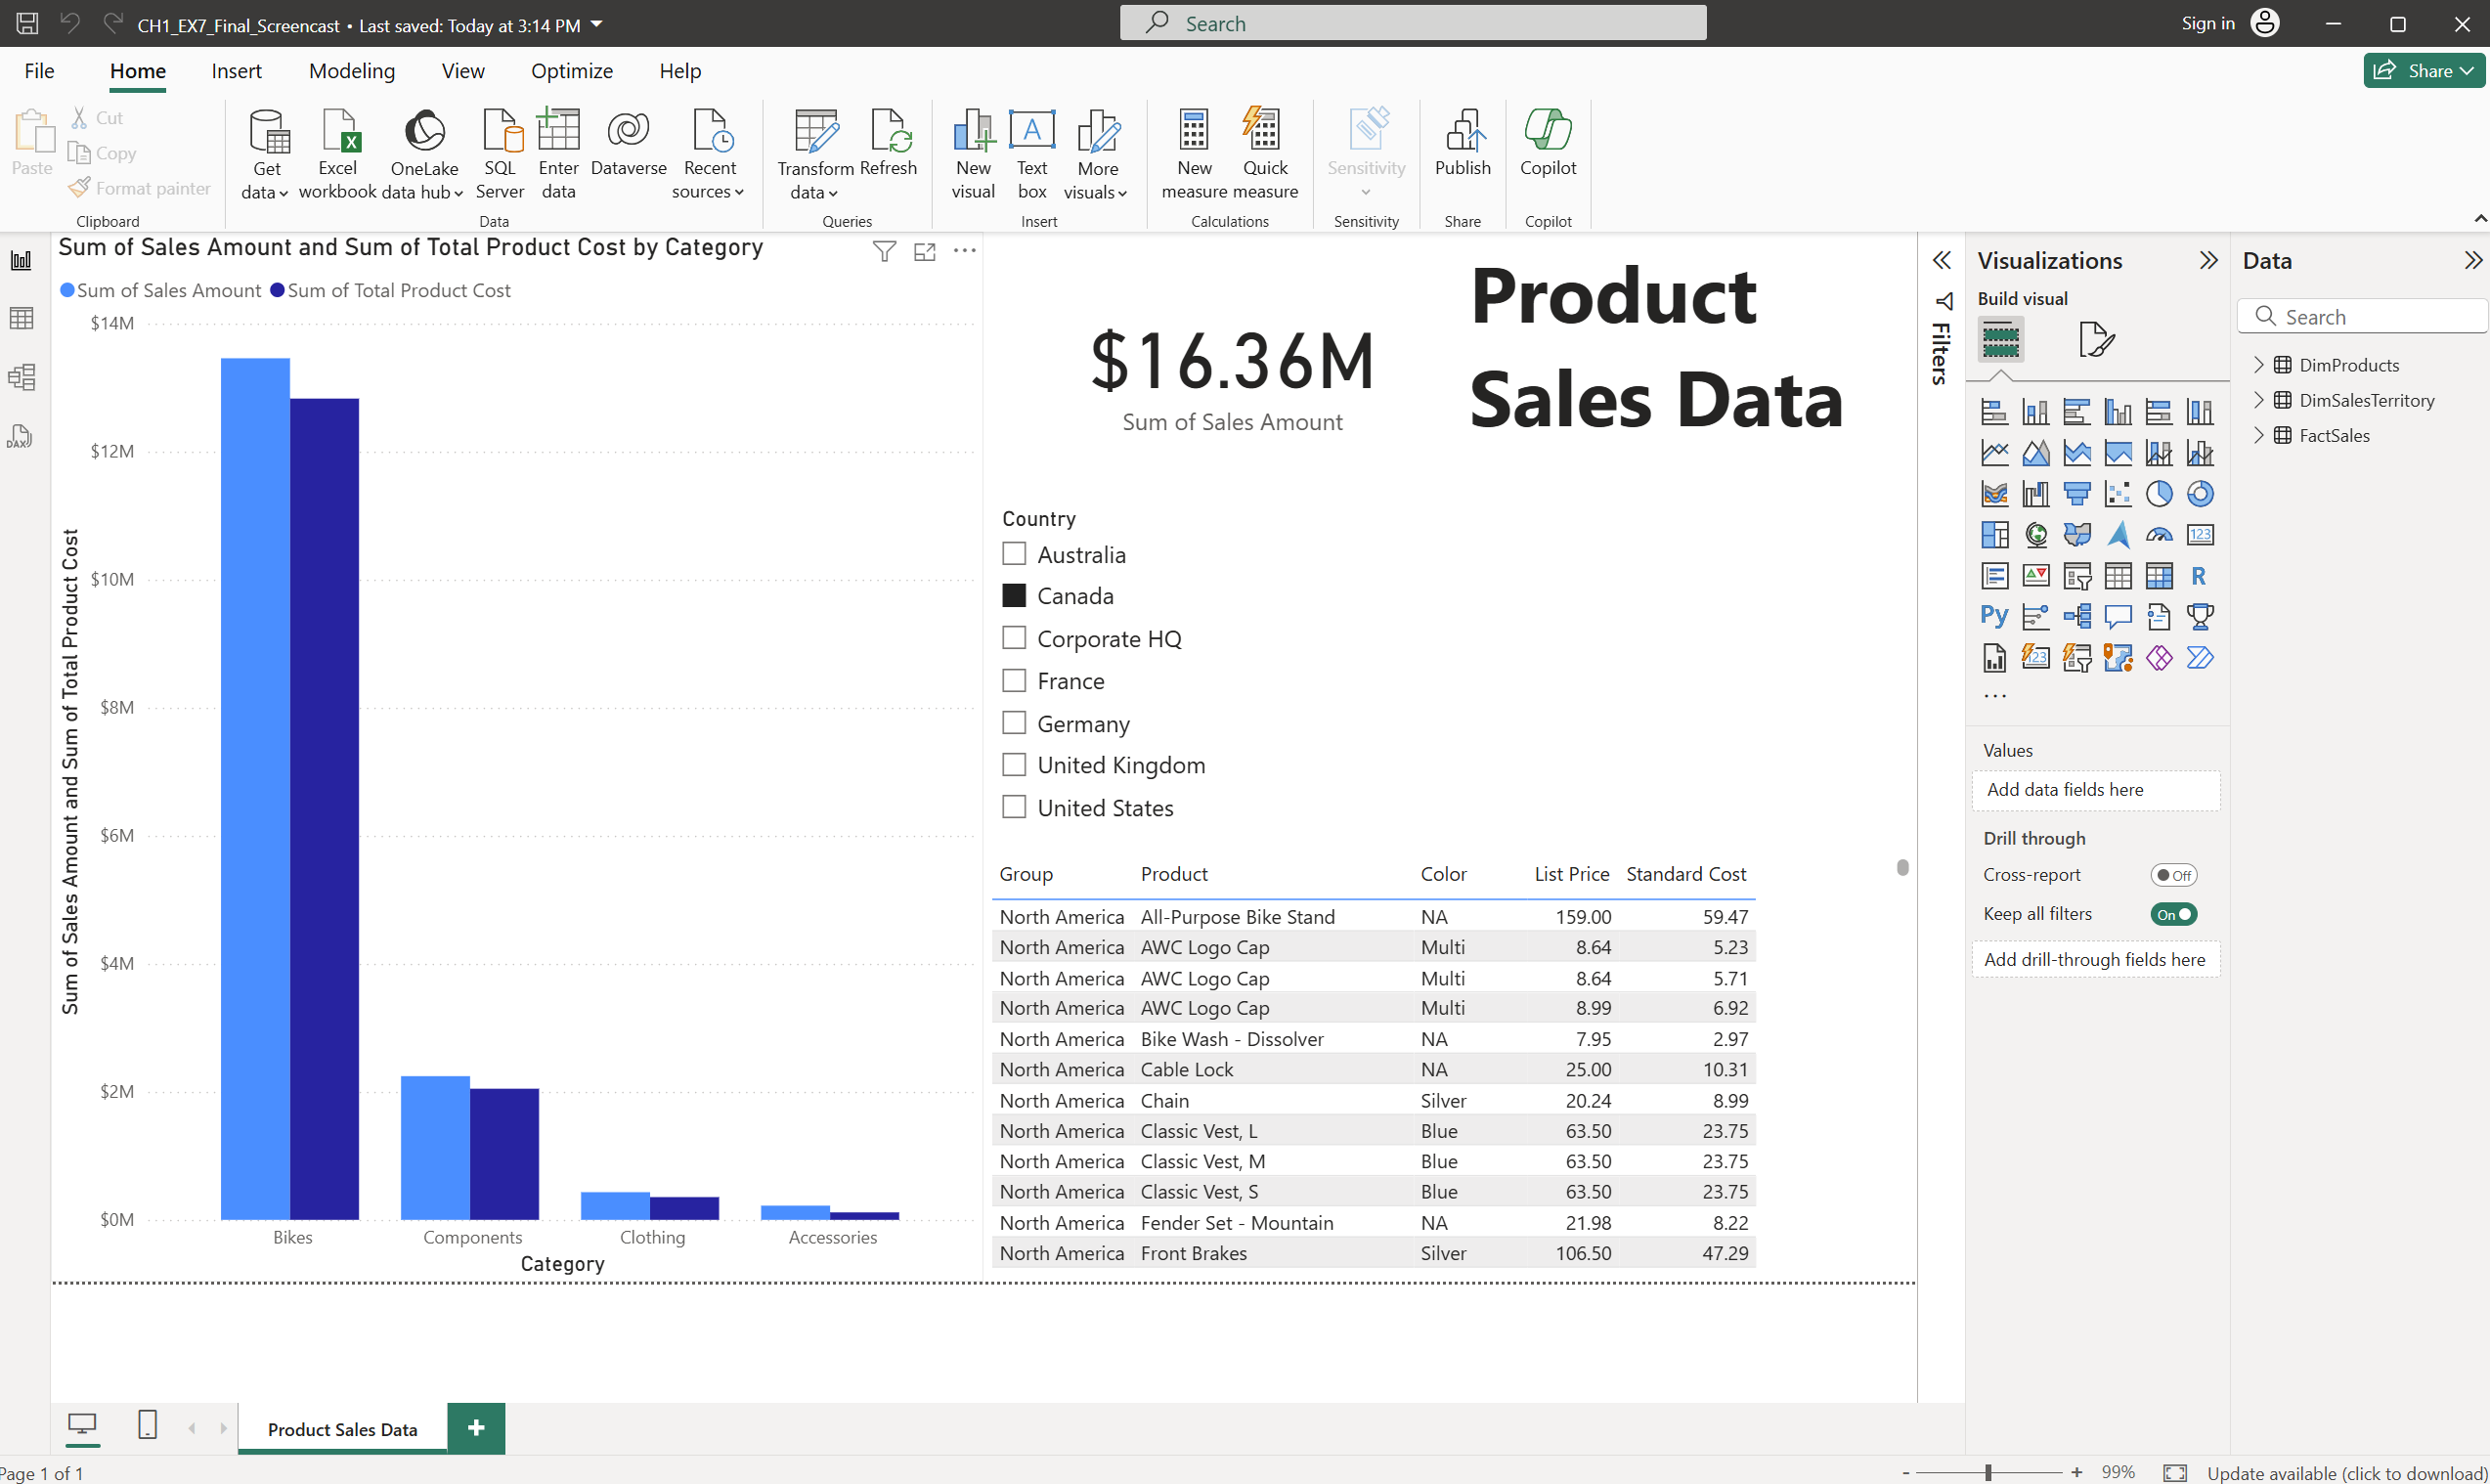 CH1_EX7_Final_Screencast • Last saved: Today at 3:14 PM
Search
Sign in
File Home Insert Modeling View Optimize Help
Share
Paste
Cut
Copy
Format painter
Clipboard
Get data
Excel workbook
OneLake data hub
SQL Server
Enter data
Dataverse
Recent sources
Data
Transform data
Refresh
Queries
New visual
A
Text box
More visuals
Insert
New measure
Quick measure
Calculations
Sensitivity
Sensitivity
Publish
Share
Copilot
Copilot
DAX
Sum of Sales Amount and Sum of Total Product Cost by Category
Sum of Sales Amount Sum of Total Product Cost
Sum of Sales Amount and Sum of Total Product Cost
$14M
$12M
$10M
$8M
$6M
$4M
$2M
$0M
Bikes Components Clothing Accessories
Category
$16.36M
Sum of Sales Amount
Product
Sales Data
Country
Australia
Canada
Corporate HQ
France
Germany
United Kingdom
United States
Group Product Color List Price Standard Cost
North America All-Purpose Bike Stand NA 159.00 59.47
North America AWC Logo Cap Multi 8.64 5.23
North America AWC Logo Cap Multi 8.64 5.71
North America AWC Logo Cap Multi 8.99 6.92
North America Bike Wash - Dissolver NA 7.95 2.97
North America Cable Lock NA 25.00 10.31
North America Chain Silver 20.24 8.99
North America Classic Vest, L Blue 63.50 23.75
North America Classic Vest, M Blue 63.50 23.75
North America Classic Vest, S Blue 63.50 23.75
North America Fender Set - Mountain NA 21.98 8.22
North America Front Brakes Silver 106.50 47.29
Filters
Visualizations
Build visual
123
R
Py
123
Values
Add data fields here
Drill through
Cross-report Off
Keep all filters On
Add drill-through fields here
Data
Search
DimProducts
DimSalesTerritory
FactSales
Product Sales Data +
Page 1 of 1
- + 99%
Update available (click to download)